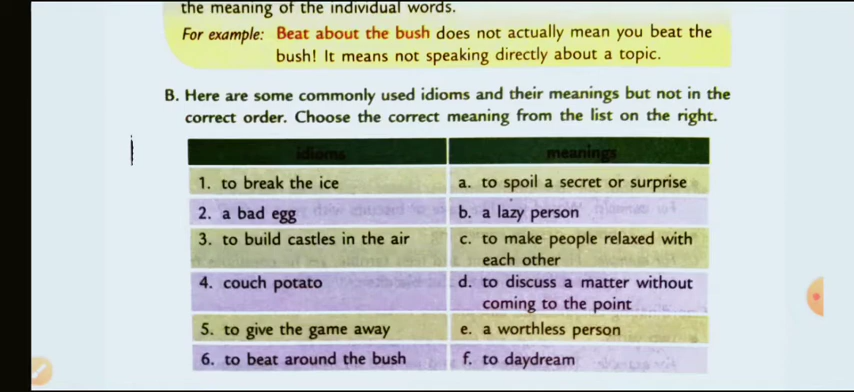 the meaning of the individual words.
For example: Beat about the bush does not actually mean you beat the
bush! It means not speaking directly about a topic.
B. Here are some commonly used idioms and their meanings but not in the
correct order. Choose the correct meaning from the list on the right.
idioms meanings
1. to break the ice a. to spoil a secret or surprise
2. a bad egg b. a lazy person
3. to build castles in the air c. to make people relaxed with
each other
4. couch potato d. to discuss a matter without
coming to the point
5. to give the game away e. a worthless person
6. to beat around the bush f. to daydream